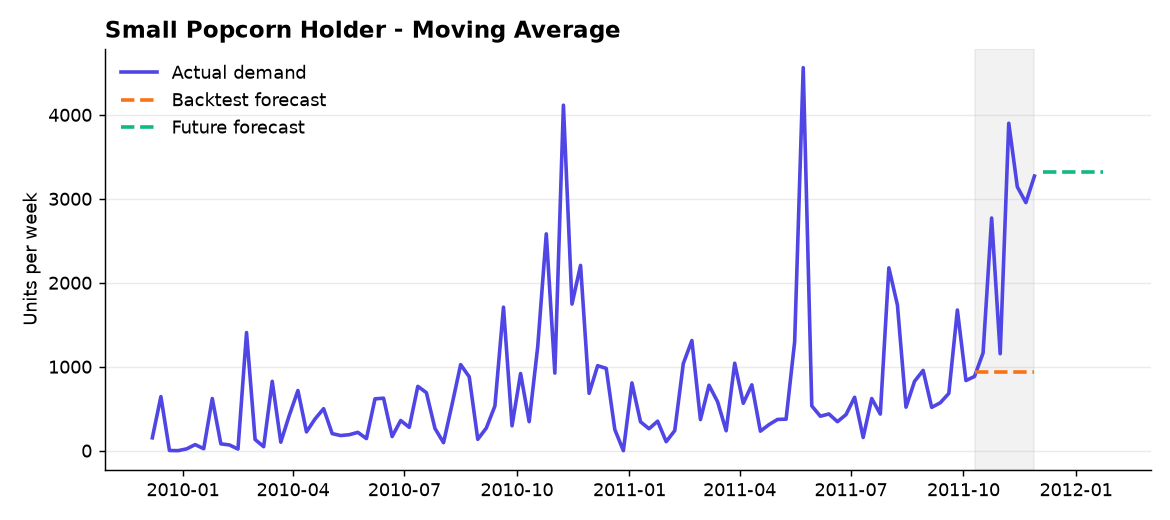 Small Popcorn Holder - Moving Average
Actual demand
Backtest forecast
Future forecast
Units per week
4000
3000
2000
1000
0
2010-01
2010-04
2010-07
2010-10
2011-01
2011-04
2011-07
2011-10
2012-01